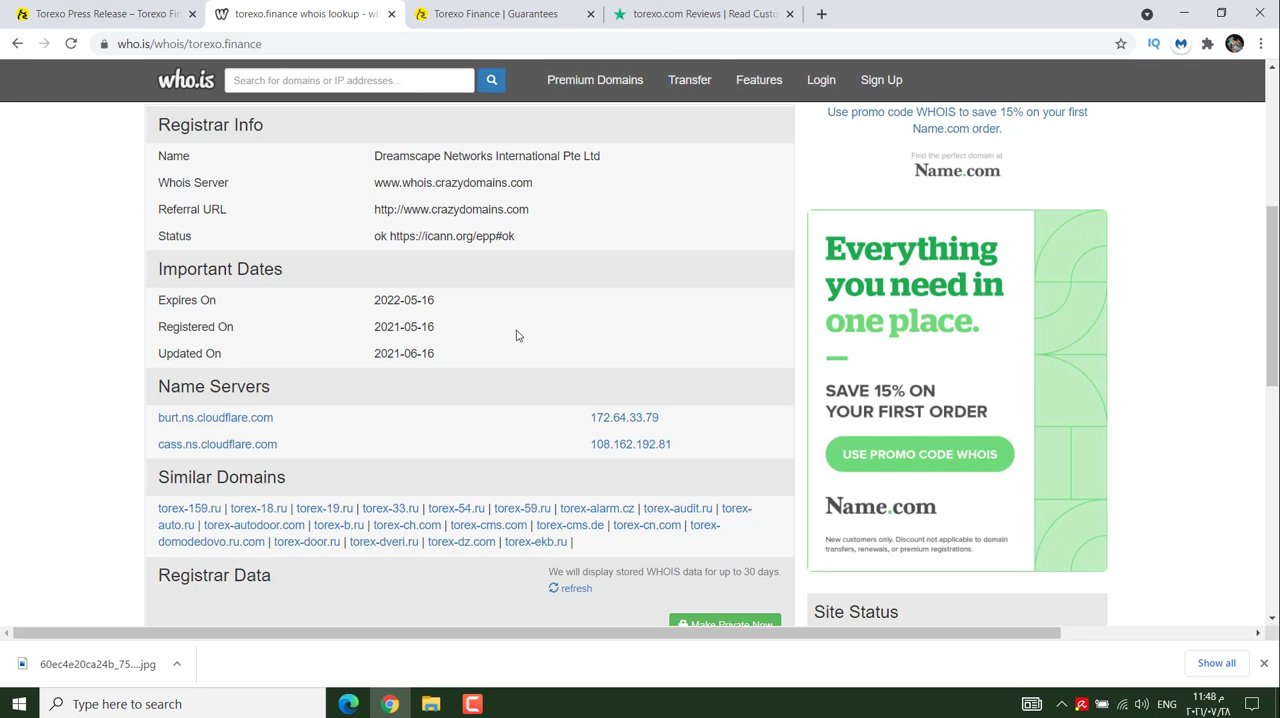 Torexo Press Release – Torexo Fi
torexo.finance whois lookup - wh
Torexo Finance | Guarantees
torexo.com Reviews | Read Custo
who.is/whois/torexo.finance
IQ
who.is
Search for domains or IP addresses...
Premium Domains
Transfer
Features
Login
Sign Up
Registrar Info
Name Dreamscape Networks International Pte Ltd
Whois Server www.whois.crazydomains.com
Referral URL http://www.crazydomains.com
Status ok https://icann.org/epp#ok
Important Dates
Expires On 2022-05-16
Registered On 2021-05-16
Updated On 2021-06-16
Name Servers
burt.ns.cloudflare.com 172.64.33.79
cass.ns.cloudflare.com 108.162.192.81
Similar Domains
torex-159.ru | torex-18.ru | torex-19.ru | torex-33.ru | torex-54.ru | torex-59.ru | torex-alarm.cz | torex-audit.ru | torex-
auto.ru | torex-autodoor.com | torex-b.ru | torex-ch.com | torex-cms.com | torex-cms.de | torex-cn.com | torex-
domodedovo.ru.com | torex-door.ru | torex-dveri.ru | torex-dz.com | torex-ekb.ru |
Registrar Data
We will display stored WHOIS data for up to 30 days.
refresh
Make Private Now
Use promo code WHOIS to save 15% on your first
Name.com order.
Find the perfect domain at
Name.com
Everything
you need in
one place.
SAVE 15% ON
YOUR FIRST ORDER
USE PROMO CODE WHOIS
Name.com
New customers only. Discount not applicable to domain
transfers, renewals, or premium registrations.
Site Status
60ec4e20ca24b_75....jpg
Show all
Type here to search
ENG
11:48 م
٢٠٢١/٠٧/٢٨